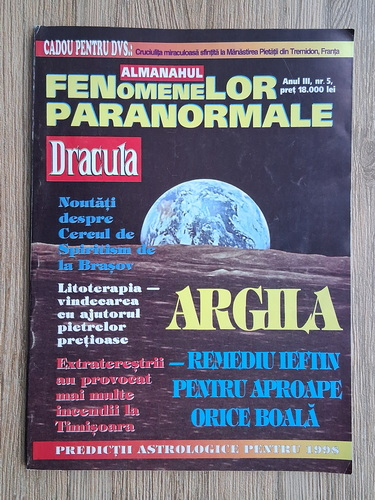 CADOU PENTRU DVS.: Cruciulița miraculoasă sfințită la Mănăstirea Pietății din Tremidon, Franța
ALMANAHUL
FENOMENELOR
PARANORMALE
Anul III, nr. 5,
preț 18.000 lei
Dracula
Noutăți
despre
Cercul de
Spiritism de
la Brașov
Litoterapia —
vindecarea
cu ajutorul
pietrelor
prețioase
Extratereștrii
au provocat
mai multe
incendii la
Timișoara
ARGILA
— REMEDIU IEFTIN
PENTRU APROAPE
ORICE BOALĂ
PREDICȚII ASTROLOGICE PENTRU 1998